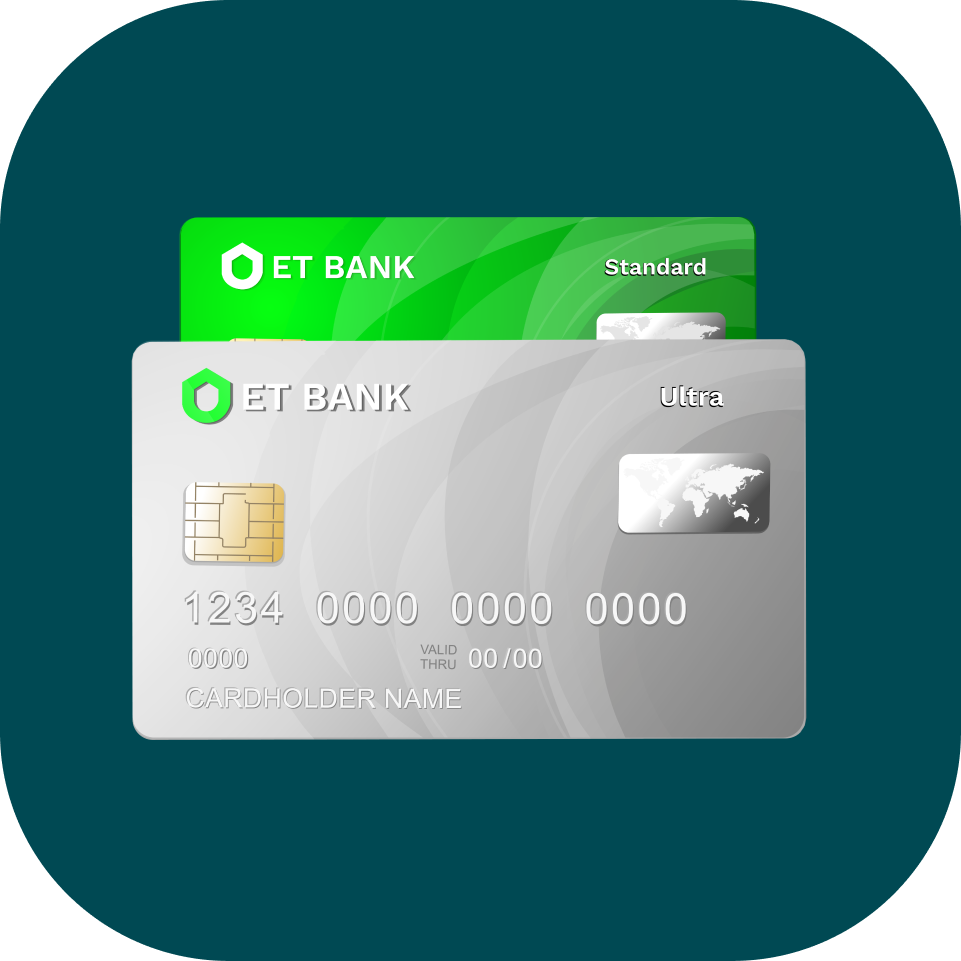 ET BANK Standard
ET BANK Ultra
1234 0000 0000 0000
0000 VALID THRU 00/00
CARDHOLDER NAME